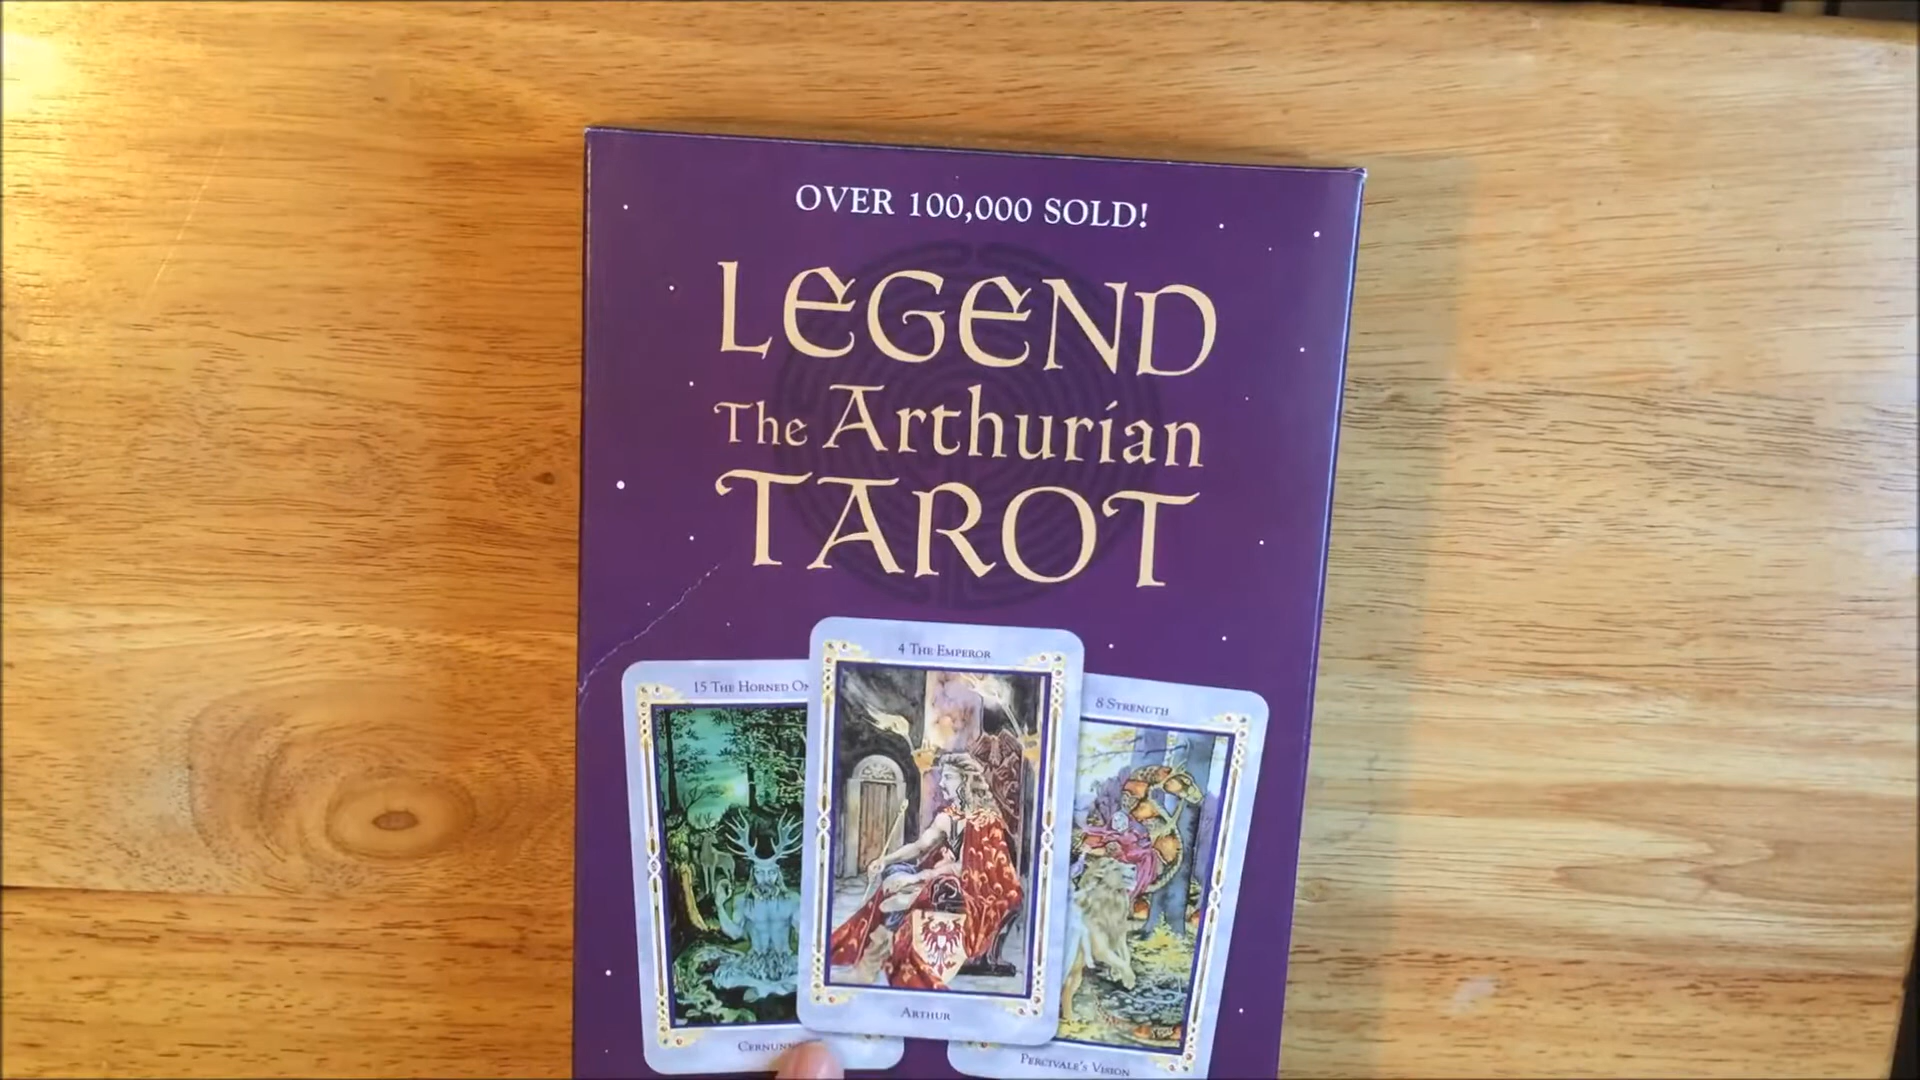 OVER 100,000 SOLD!
LEGEND
The Arthurian
TAROT
4 THE EMPEROR
15 THE HORNED
8 STRENGTH
ARTHUR
PERCIVALE'S VISION